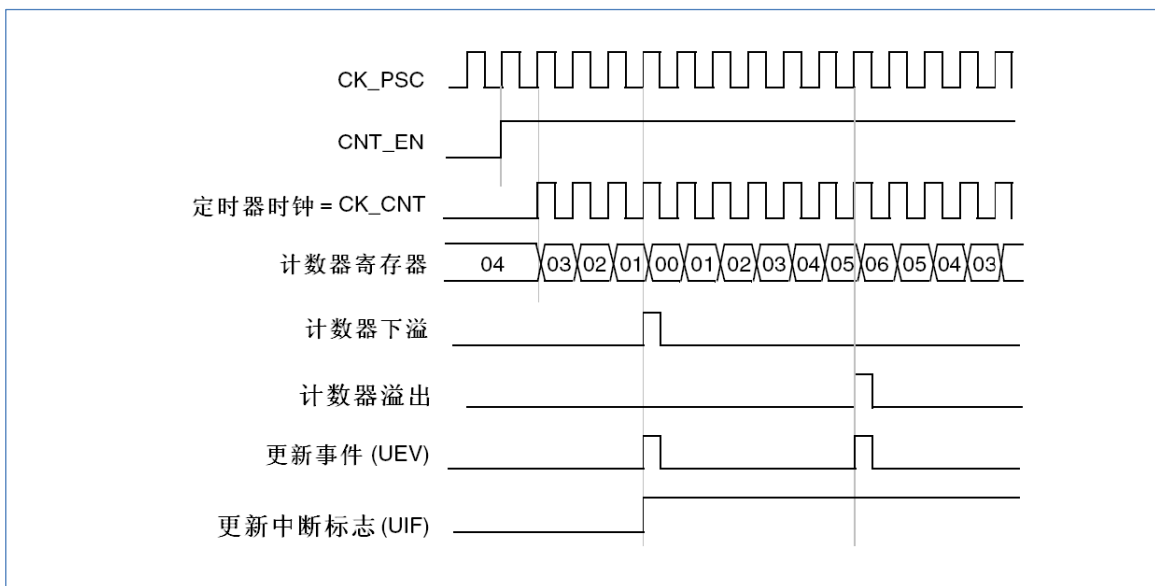 CK_PSC
CNT_EN
定时器时钟 = CK_CNT
计数器寄存器 04 03 02 01 00 01 02 03 04 05 06 05 04 03
计数器下溢
计数器溢出
更新事件 (UEV)
更新中断标志 (UIF)